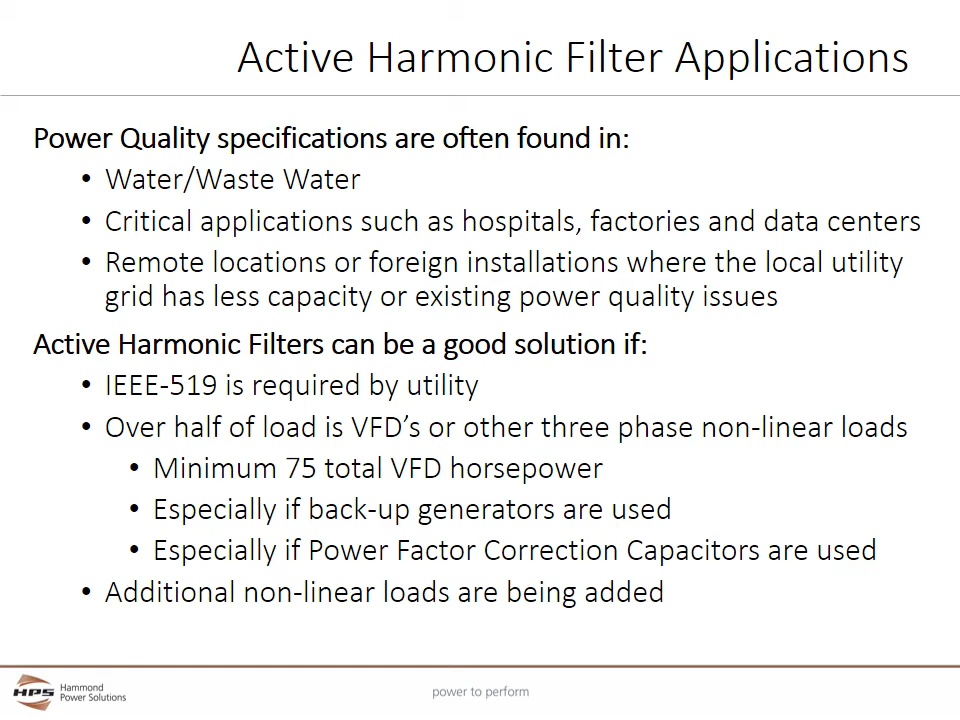 Active Harmonic Filter Applications
Power Quality specifications are often found in:
• Water/Waste Water
• Critical applications such as hospitals, factories and data centers
• Remote locations or foreign installations where the local utility
grid has less capacity or existing power quality issues
Active Harmonic Filters can be a good solution if:
• IEEE-519 is required by utility
• Over half of load is VFD’s or other three phase non-linear loads
• Minimum 75 total VFD horsepower
• Especially if back-up generators are used
• Especially if Power Factor Correction Capacitors are used
• Additional non-linear loads are being added
HPS
Hammond
Power Solutions
power to perform